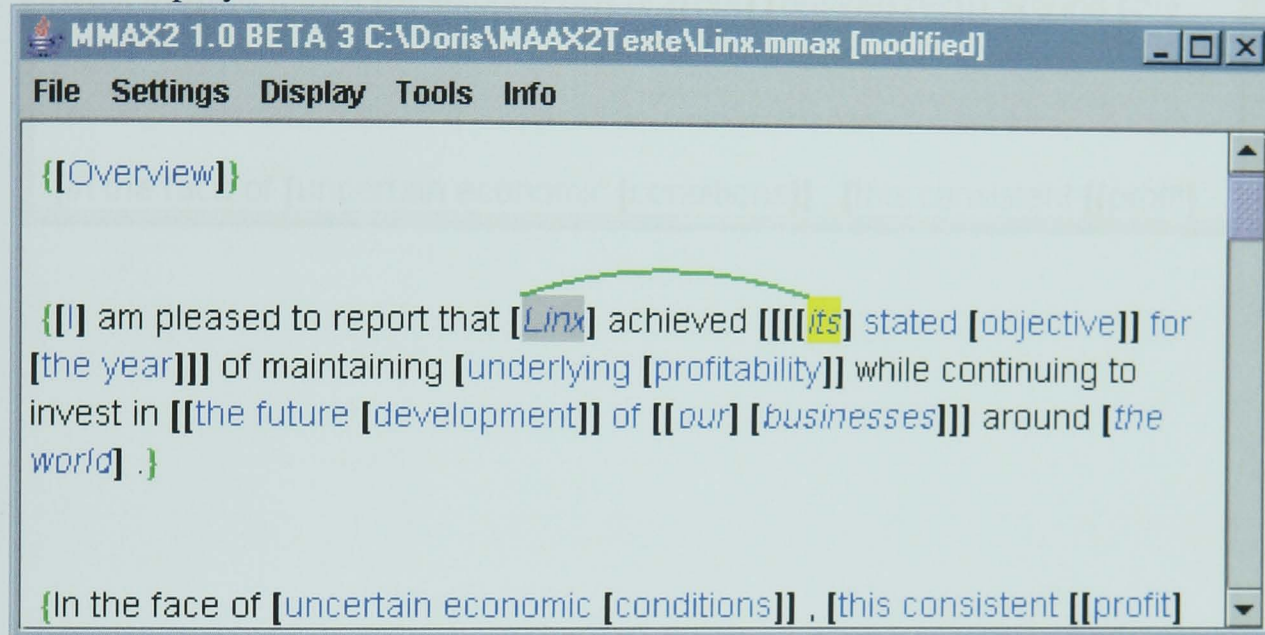 MMAX2 1.0 BETA 3 C:\Doris\MAAX2Texte\Linx.mmax [modified]
File Settings Display Tools Info
{[Overview]}
{[I] am pleased to report that [Linx] achieved [[[[its] stated [objective]] for
[the year]]] of maintaining [underlying [profitability]] while continuing to
invest in [[the future [development]] of [[our] [businesses]]] around [the
world] .}
{In the face of [uncertain economic [conditions]] , [this consistent [[profit]